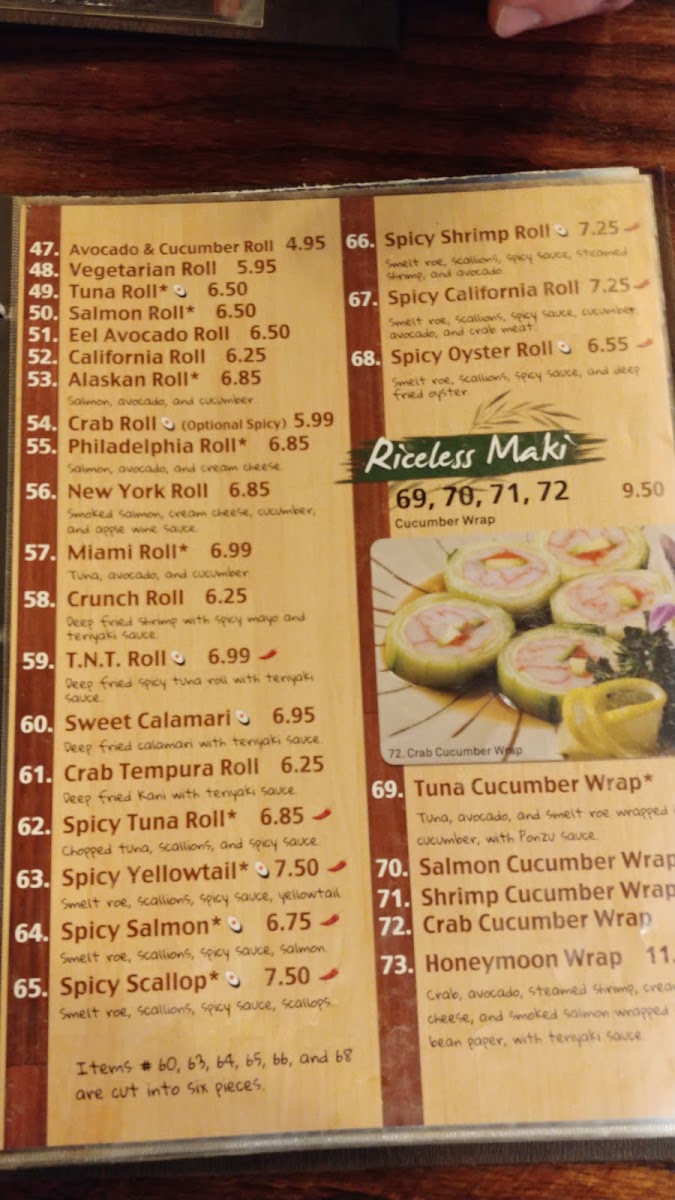 47. Avocado & Cucumber Roll 4.95
48. Vegetarian Roll 5.95
49. Tuna Roll* 6.50
50. Salmon Roll* 6.50
51. Eel Avocado Roll 6.50
52. California Roll 6.25
53. Alaskan Roll* 6.85
Salmon, avocado, and cucumber.
54. Crab Roll (Optional Spicy) 5.99
55. Philadelphia Roll* 6.85
Salmon, avocado, and cream cheese.
56. New York Roll 6.85
Smoked salmon, cream cheese, cucumber,
and apple wine sauce.
57. Miami Roll* 6.99
Tuna, avocado, and cucumber.
58. Crunch Roll 6.25
Deep fried shrimp with spicy mayo and
teriyaki sauce.
59. T.N.T. Roll 6.99
Deep fried spicy tuna roll with teriyaki
sauce.
60. Sweet Calamari 6.95
Deep fried calamari with teriyaki sauce.
61. Crab Tempura Roll 6.25
Deep fried Kani with teriyaki sauce.
62. Spicy Tuna Roll* 6.85
Chopped tuna, scallions, and spicy sauce.
63. Spicy Yellowtail* 7.50
Smelt roe, scallions, spicy sauce, yellowtail.
64. Spicy Salmon* 6.75
Smelt roe, scallions, spicy sauce, salmon.
65. Spicy Scallop* 7.50
Smelt roe, scallions, spicy sauce, scallops.
Items # 60, 63, 64, 65, 66, and 68
are cut into six pieces.
66. Spicy Shrimp Roll 7.25
Smelt roe, scallions, spicy sauce, steamed
shrimp, and avocado.
67. Spicy California Roll 7.25
Smelt roe, scallions, spicy sauce, cucumber,
avocado, and crab meat.
68. Spicy Oyster Roll 6.55
Smelt roe, scallions, spicy sauce, and deep
fried oyster.
Riceless Maki
69, 70, 71, 72 9.50
Cucumber Wrap
72. Crab Cucumber Wrap
69. Tuna Cucumber Wrap*
Tuna, avocado, and smelt roe wrapped
cucumber, with Ponzu sauce.
70. Salmon Cucumber Wrap
71. Shrimp Cucumber Wrap
72. Crab Cucumber Wrap
73. Honeymoon Wrap 11.
Crab, avocado, steamed shrimp, crea
cheese, and smoked salmon wrapped
bean paper, with teriyaki sauce.